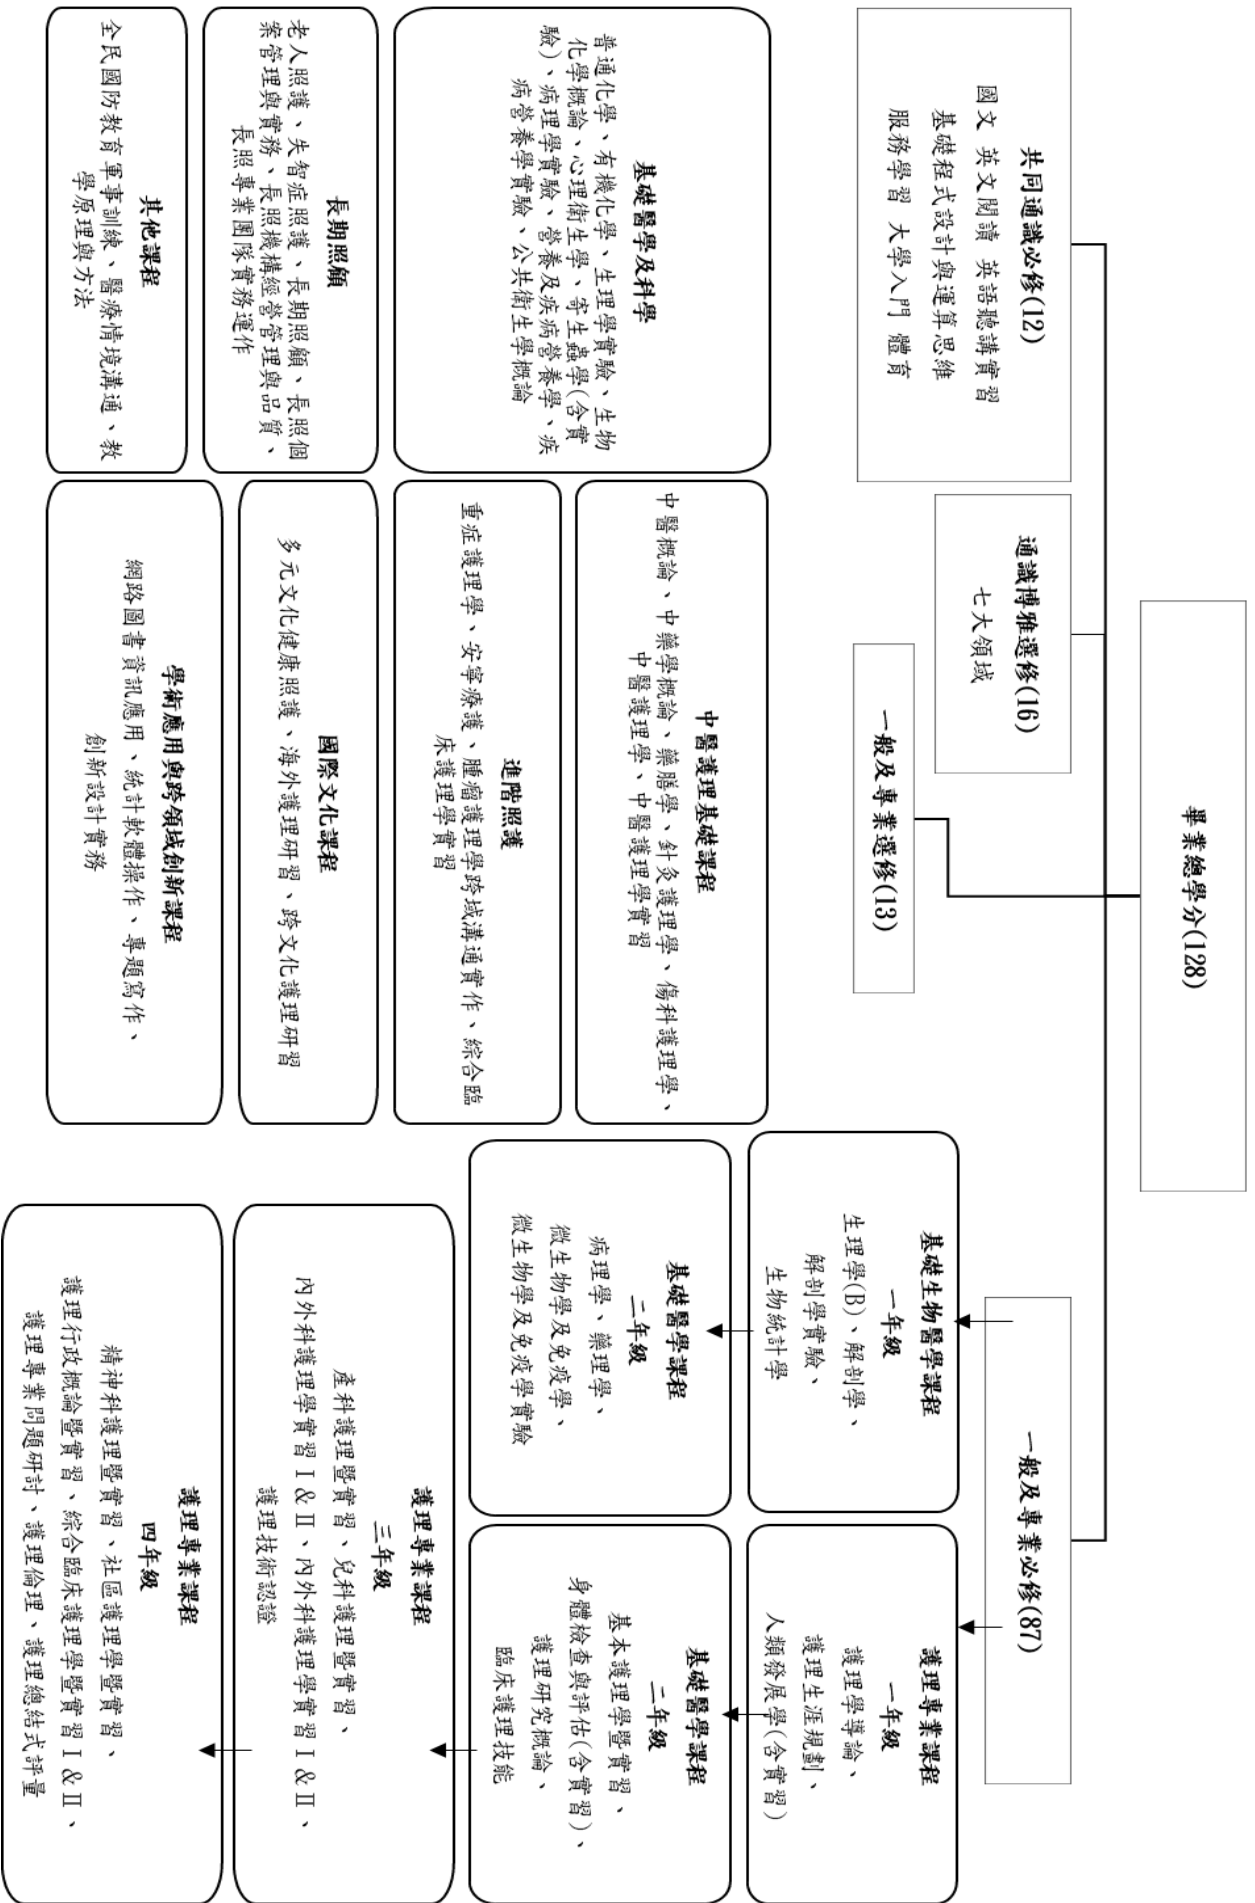 畢業總學分(128)
共同通識必修(12)
國文 英文閱讀 英語聽講實習
基礎程式設計與運算思維
服務學習 大學入門 體育
通識博雅選修(16)
七大領域
一般及專業選修(13)
一般及專業必修(87)
基礎醫學及科學
普通化學、有機化學、生理學實驗、生物
化學概論、心理衛生學、寄生蟲學(含實
驗)、病理學實驗、營養及疾病營養學、疾
病營養學實驗、公共衛生學概論
長期照顧
老人照護、失智症照護、長期照顧、長照個
案管理與實務、長照機構經營管理與品質、
長照專業團隊實務運作
其他課程
全民國防教育軍事訓練、醫療情境溝通、教
學原理與方法
中醫護理基礎課程
中醫概論、中藥學概論、藥膳學、針灸護理學、傷科護理學、
中醫護理學、中醫護理學實習
進階照護
重症護理學、安寧療護、腫瘤護理學跨域溝通實作、綜合臨
床護理學實習
國際文化課程
多元文化健康照護、海外護理研習、跨文化護理研習
學術應用與跨領域創新課程
網路圖書資訊應用、統計軟體操作、專題寫作、
創新設計實務
基礎生物醫學課程
一年級
生理學(B)、解剖學、
解剖學實驗、
生物統計學
基礎醫學課程
二年級
病理學、藥理學、
微生物學及免疫學、
微生物學及免疫學實驗
護理專業課程
一年級
護理學導論、
護理生涯規劃、
人類發展學(含實習)
基礎醫學課程
二年級
基本護理學暨實習、
身體檢查與評估(含實習)、
護理研究概論、
臨床護理技能
護理專業課程
三年級
產科護理暨實習、兒科護理暨實習、
內外科護理學實習 I & II、內外科護理學實習 I & II、
護理技術認證
護理專業課程
四年級
精神科護理暨實習、社區護理學暨實習、
護理行政概論暨實習、綜合臨床護理學暨實習 I & II、
護理專業問題研討、護理倫理、護理總結式評量